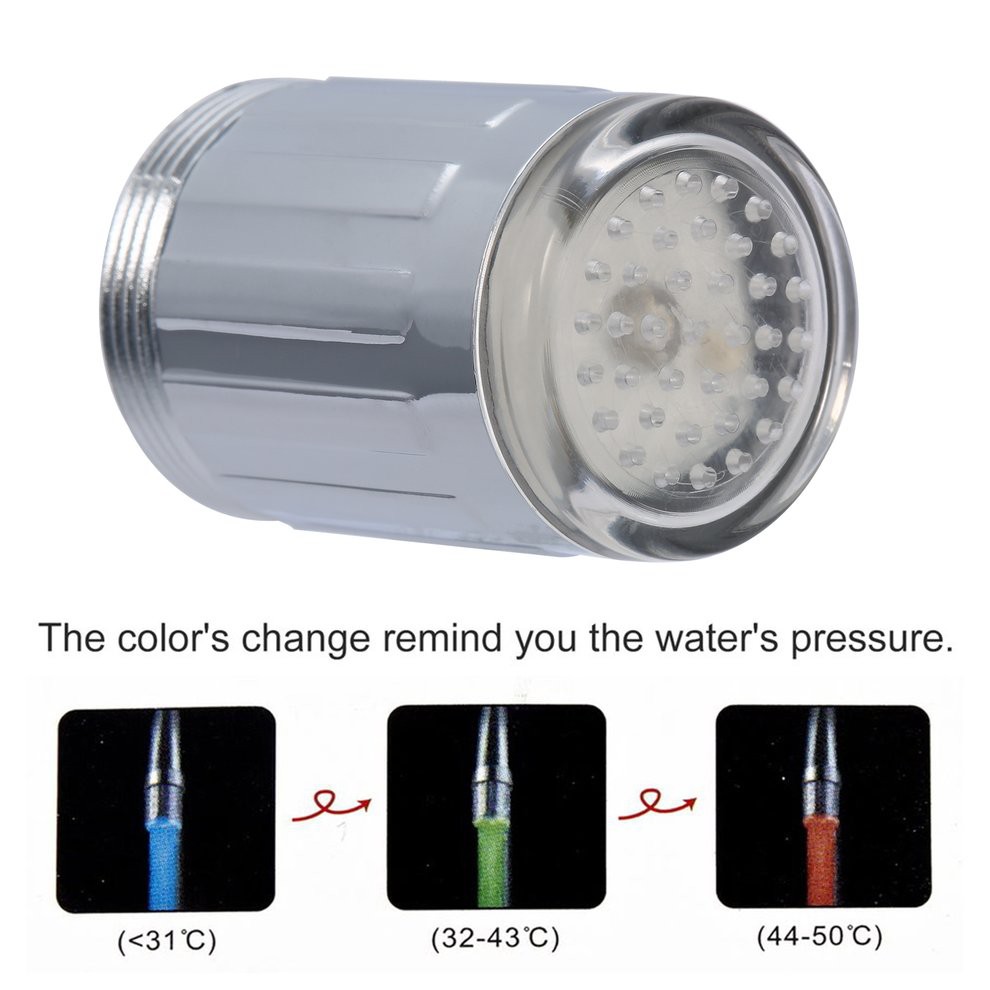 The color's change remind you the water's pressure.
(<31℃)
(32-43℃)
(44-50℃)